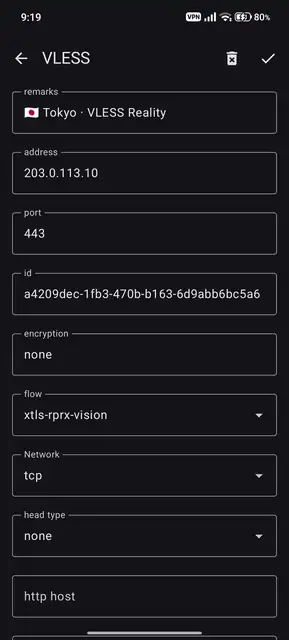 9:19
VPN
80%
VLESS
remarks
🇯🇵 Tokyo · VLESS Reality
address
203.0.113.10
port
443
id
a4209dec-1fb3-470b-b163-6d9abb6bc5a6
encryption
none
flow
xtls-rprx-vision
Network
tcp
head type
none
http host